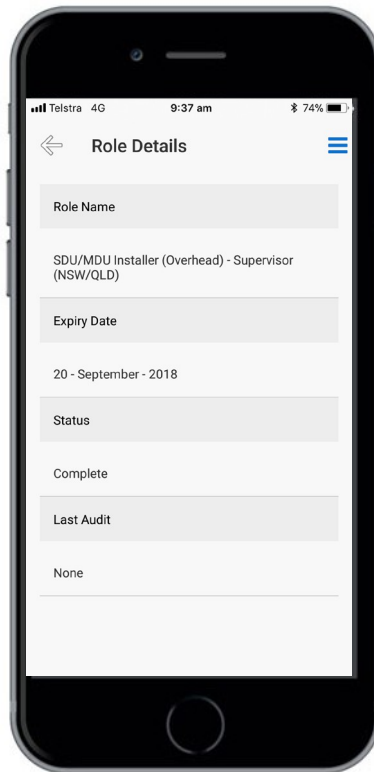 Telstra 4G 9:37 am 74%
Role Details
Role Name
SDU/MDU Installer (Overhead) - Supervisor
(NSW/QLD)
Expiry Date
20 - September - 2018
Status
Complete
Last Audit
None